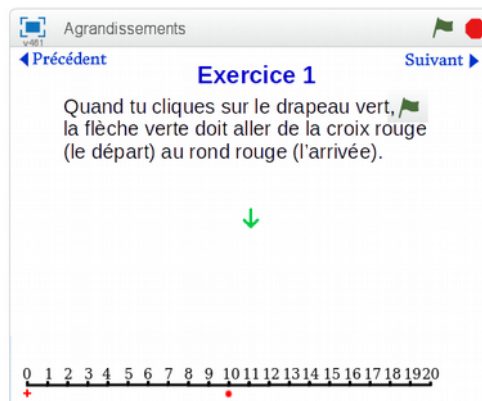 Agrandissements
v461
Précédent
Suivant
Exercice 1
Quand tu cliques sur le drapeau vert,
la flèche verte doit aller de la croix rouge
(le départ) au rond rouge (l'arrivée).
0 1 2 3 4 5 6 7 8 9 10 11 12 13 14 15 16 17 18 19 20